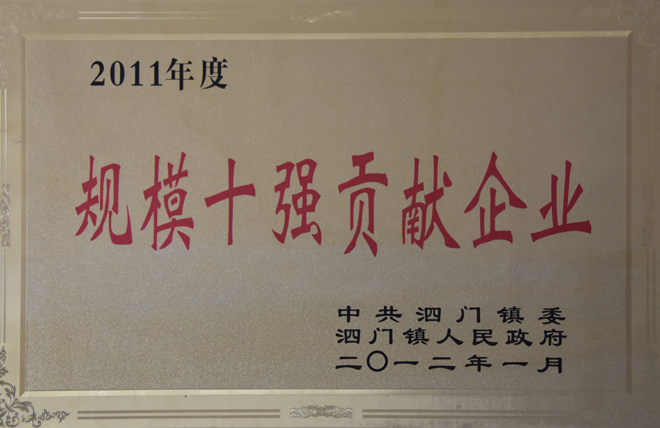 2011年度
规模十强贡献企业
中共泗门镇委
泗门镇人民政府
二〇一二年一月